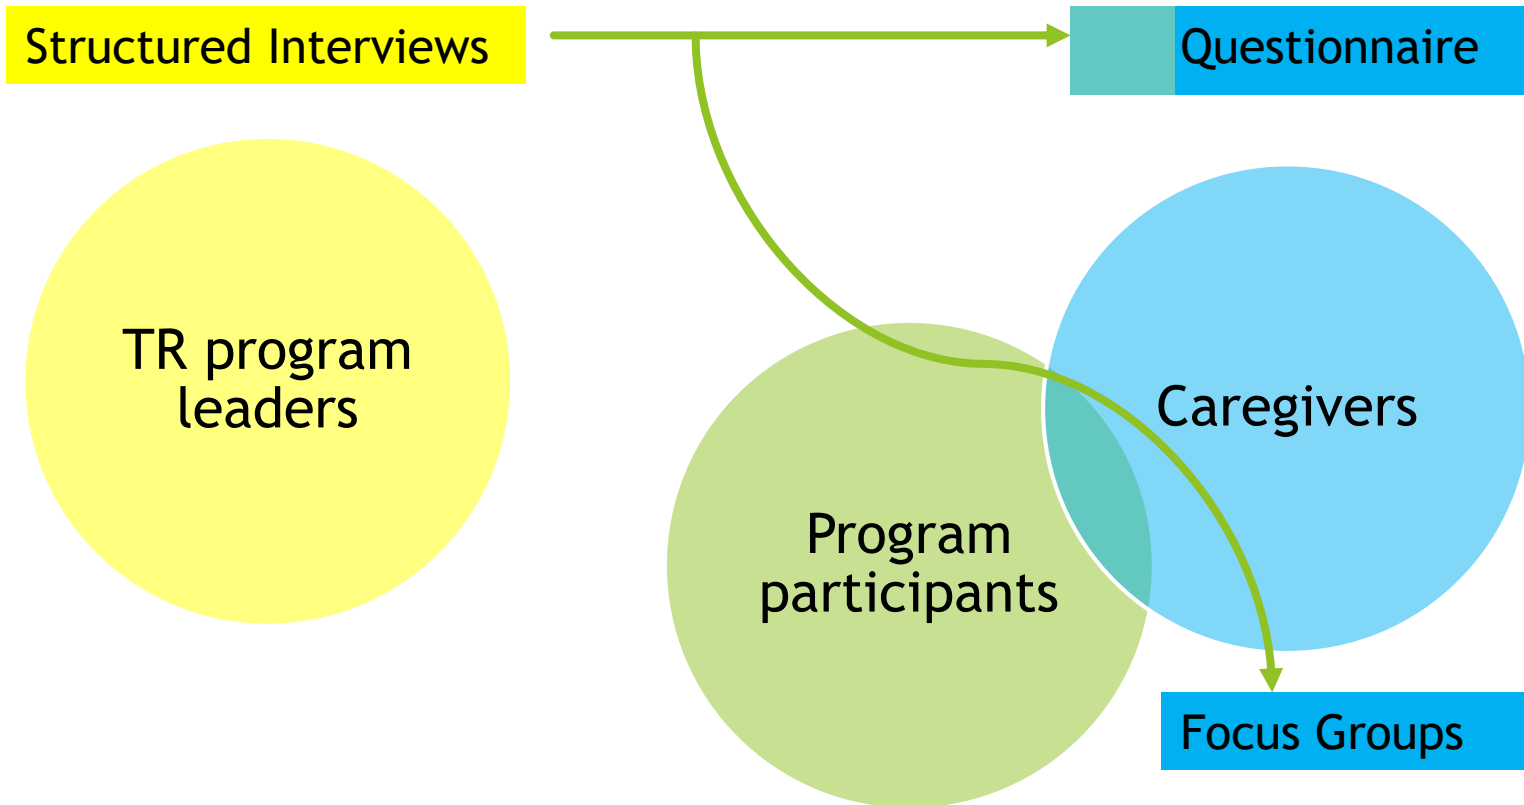 Structured Interviews
Questionnaire
TR program
leaders
Caregivers
Program
participants
Focus Groups